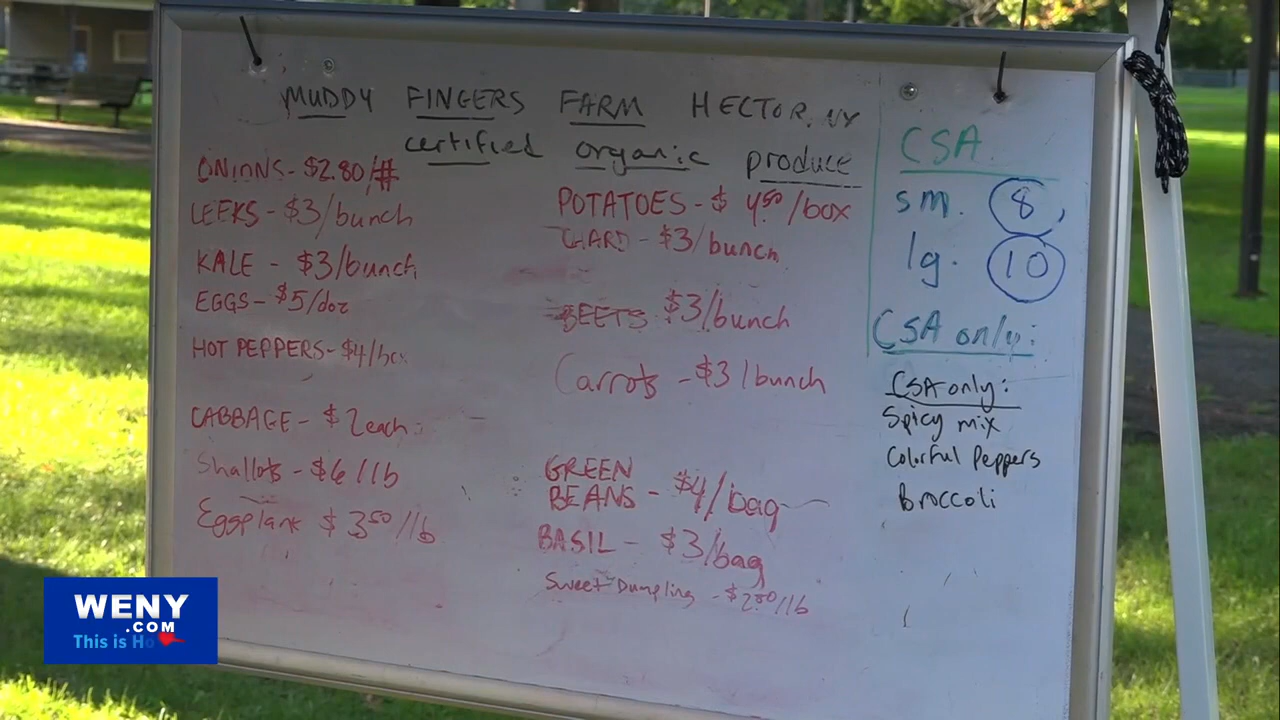 MUDDY FINGERS FARM HECTOR, NY
certified organic produce
ONIONS - $2.80/#
LEEKS - $3/bunch
KALE - $3/bunch
EGGS - $5/doz
HOT PEPPERS - $4/
CABBAGE - $2 each
Shallots - $6/lb
Eggplant $3 50/lb
POTATOES - $ 4 50/box
CHARD - $3/bunch
BEETS $3/bunch
Carrots - $3/bunch
GREEN
BEANS - $4/bag
BASIL - $3/bag
Sweet Dumpling - $2 80/lb
CSA
sm. 8,
lg. 10
CSA only:
CSA only:
Spicy mix
Colorful Peppers
Broccoli
WENY
.COM
This is Ho